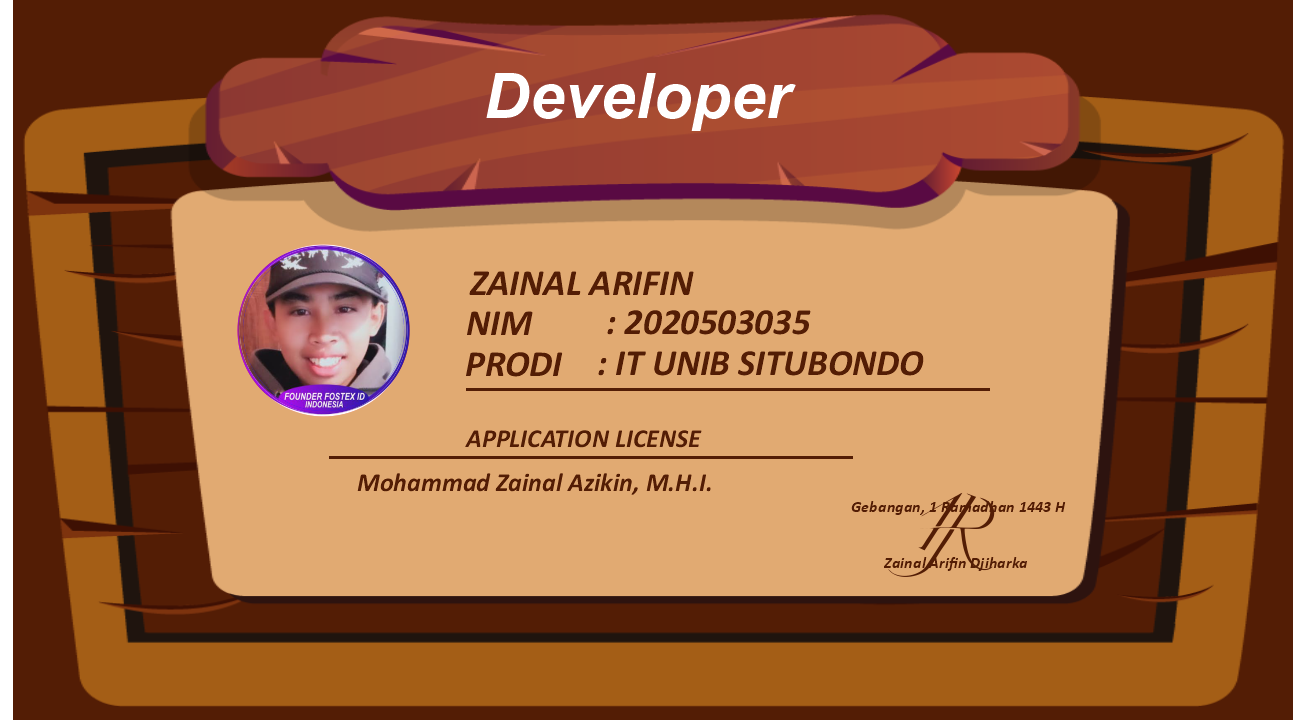 Developer
ZAINAL ARIFIN
NIM : 2020503035
PRODI : IT UNIB SITUBONDO
FOUNDER FOSTEX ID
INDONESIA
APPLICATION LICENSE
Mohammad Zainal Azikin, M.H.I.
Gebangan, 1 Ramadhan 1443 H
Zainal Arifin Djiharka